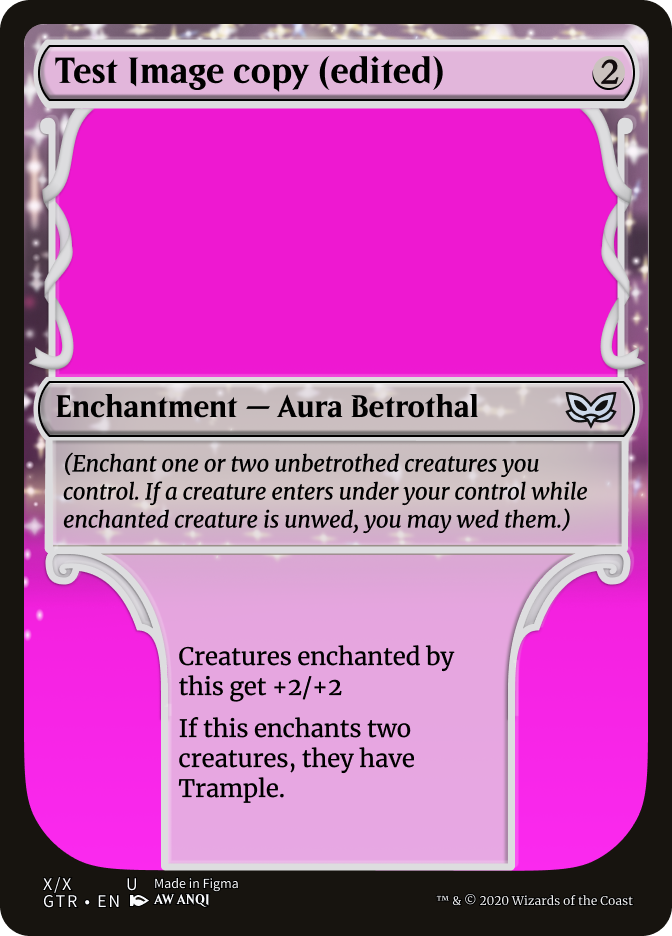 Test Image copy (edited) 2
Enchantment — Aura Betrothal
(Enchant one or two unbetrothed creatures you
control. If a creature enters under your control while
enchanted creature is unwed, you may wed them.)
Creatures enchanted by
this get +2/+2
If this enchants two
creatures, they have
Trample.
X/X U Made in Figma
GTR • EN AW ANQI ™ & © 2020 Wizards of the Coast